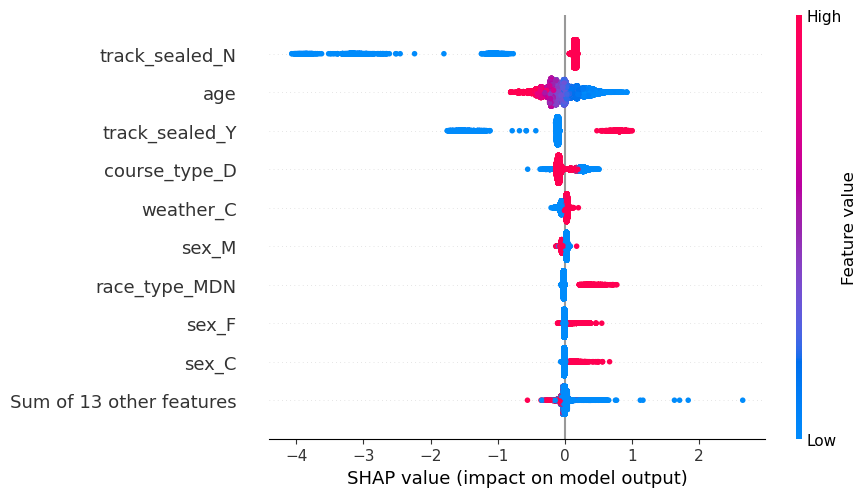 High
track_sealed_N
age
track_sealed_Y
course_type_D
weather_C
sex_M
race_type_MDN
sex_F
sex_C
Sum of 13 other features
Feature value
Low
−4 −3 −2 −1 0 1 2
SHAP value (impact on model output)